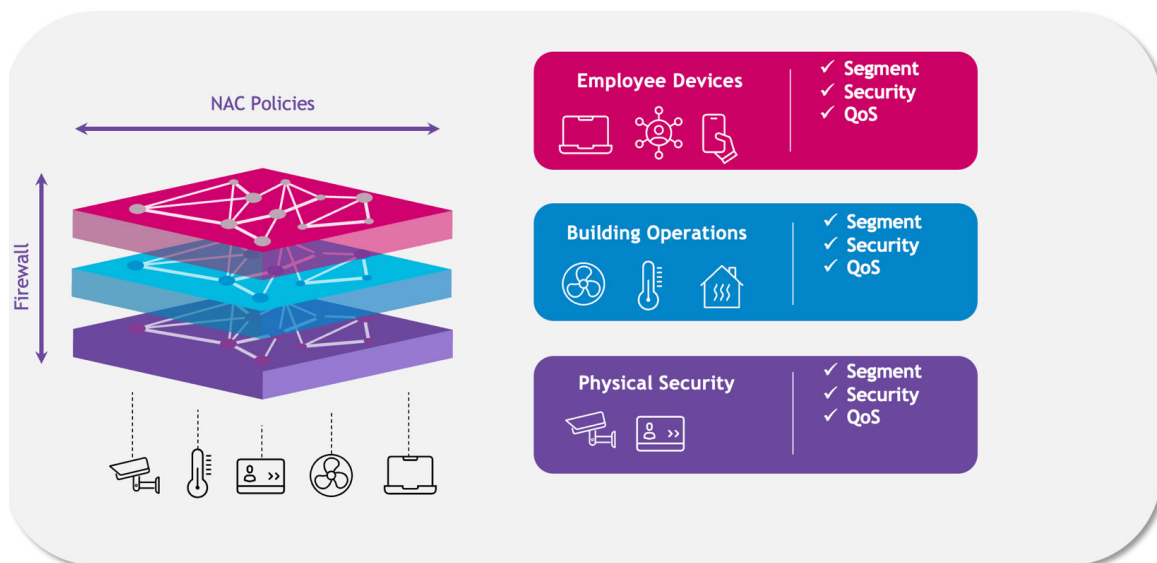 NAC Policies
Firewall
Employee Devices
✓ Segment
✓ Security
✓ QoS
Building Operations
✓ Segment
✓ Security
✓ QoS
Physical Security
✓ Segment
✓ Security
✓ QoS